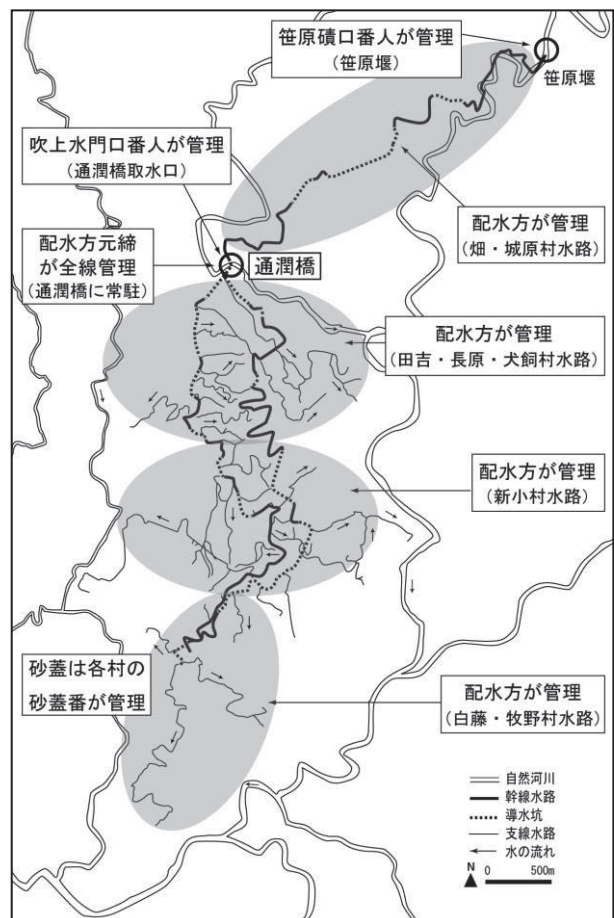 笹原磧口番人が管理
(笹原堰)
笹原堰
吹上水門口番人が管理
(通潤橋取水口)
配水方が管理
(畑・城原村水路)
配水方元締
が全線管理
(通潤橋に常駐)
通潤橋
配水方が管理
(田吉・長原・犬飼村水路)
配水方が管理
(新小村水路)
砂蓋は各村の
砂蓋番が管理
配水方が管理
(白藤・牧野村水路)
自然河川
幹線水路
導水坑
支線水路
水の流れ
N
500m